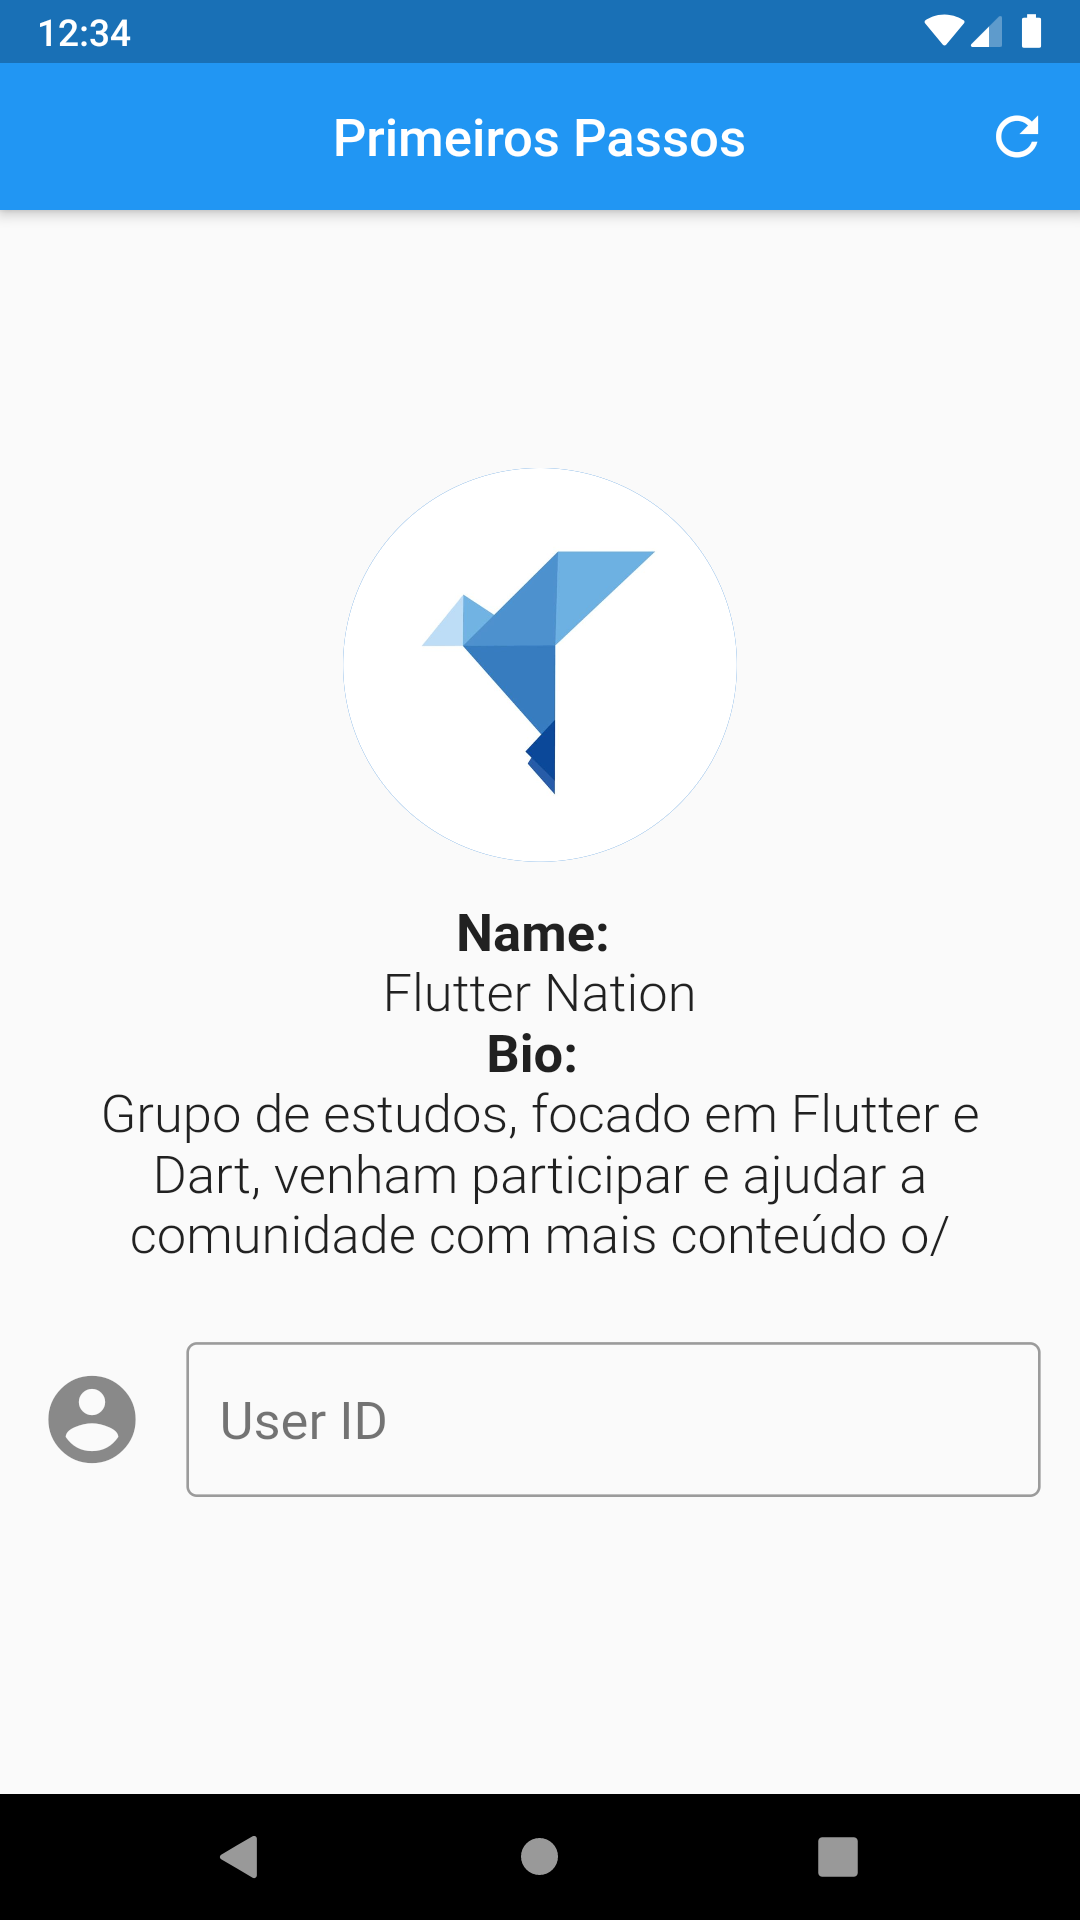 12:34
Primeiros Passos
Name:
Flutter Nation
Bio:
Grupo de estudos, focado em Flutter e
Dart, venham participar e ajudar a
comunidade com mais conteúdo o/
User ID